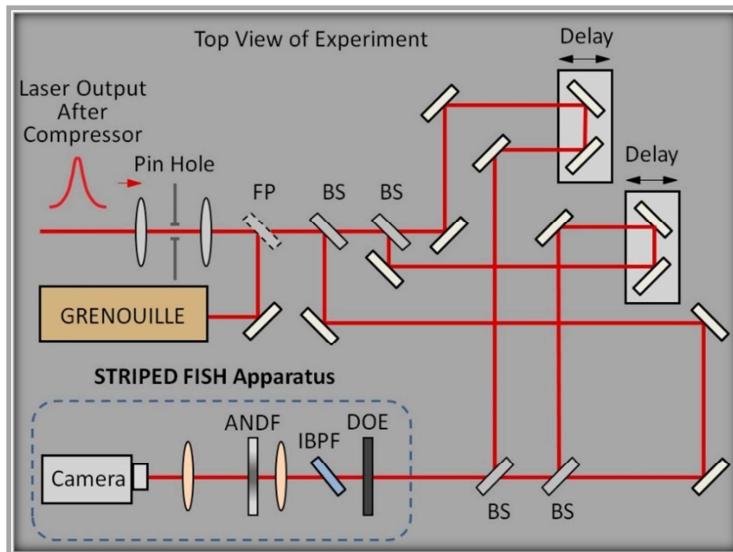 Top View of Experiment
Delay
Laser Output
After
Compressor
Pin Hole
FP
BS
BS
Delay
GRENOUILLE
STRIPED FISH Apparatus
ANDF
IBPF
DOE
Camera
BS
BS